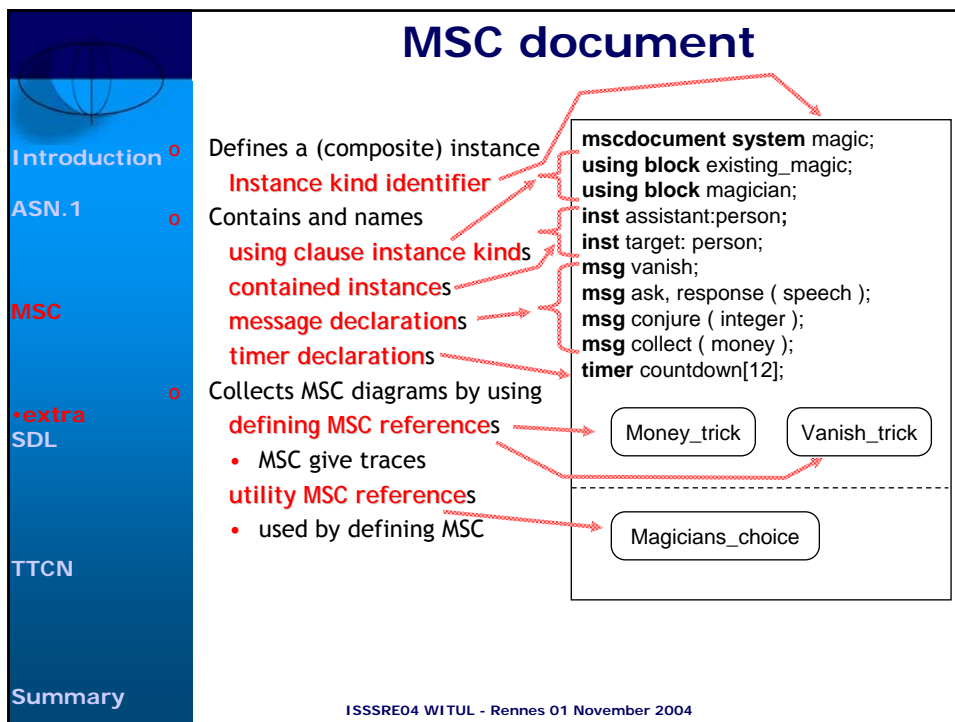 MSC document
Introduction
ASN.1
MSC
•extra
SDL
TTCN
Summary
o Defines a (composite) instance
Instance kind identifier
o Contains and names
using clause instance kinds
contained instances
message declarations
timer declarations
o Collects MSC diagrams by using
defining MSC references
• MSC give traces
utility MSC references
• used by defining MSC
mscdocument system magic;
using block existing_magic;
using block magician;
inst assistant:person;
inst target: person;
msg vanish;
msg ask, response ( speech );
msg conjure ( integer );
msg collect ( money );
timer countdown[12];
Money_trick
Vanish_trick
Magicians_choice
ISSSRE04 WITUL - Rennes 01 November 2004